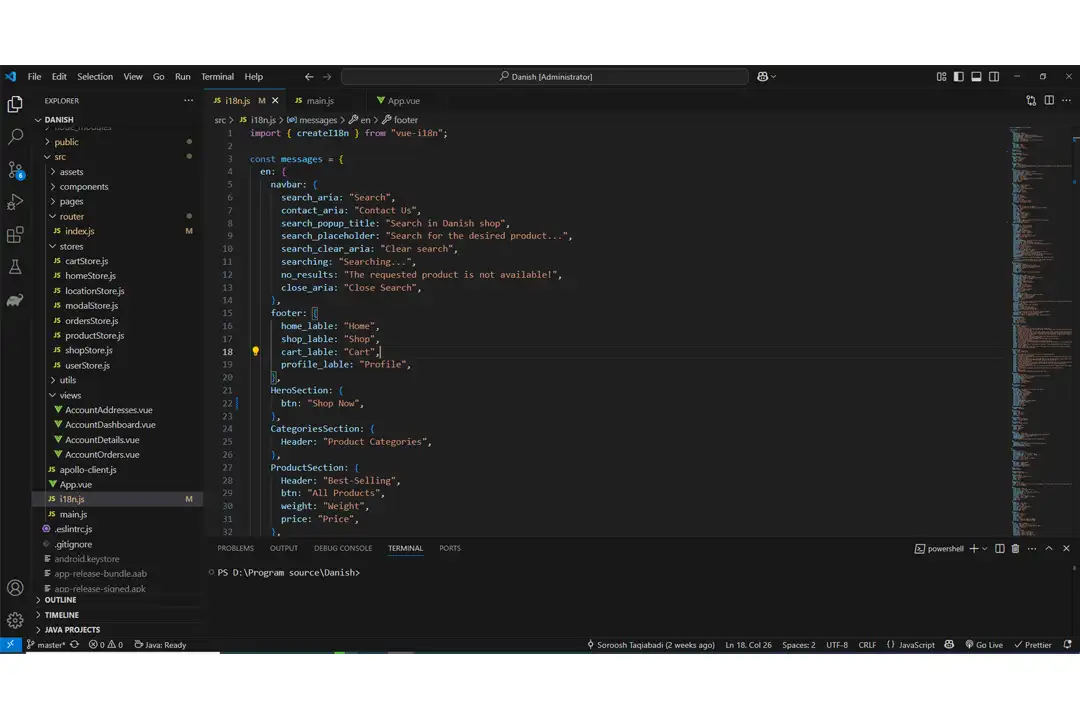 File Edit Selection View Go Run Terminal Help
Danish [Administrator]
EXPLORER
i18n.js M
main.js
App.vue
DANISH
src > i18n.js > messages > en > footer
node_modules
public
src
assets
components
pages
router
index.js M
stores
cartStore.js
homeStore.js
locationStore.js
modalStore.js
ordersStore.js
productStore.js
shopStore.js
userStore.js
utils
views
AccountAddresses.vue
AccountDashboard.vue
AccountDetails.vue
AccountOrders.vue
apollo-client.js
App.vue
i18n.js M
main.js
.eslintrc.js
.gitignore
android.keystore
app-release-bundle.aab
app-release-signed.apk
OUTLINE
TIMELINE
JAVA PROJECTS
6
1 import { createI18n } from "vue-i18n";
2
3 const messages = {
4 en: {
5 navbar: {
6 search_aria: "Search",
7 contact_aria: "Contact Us",
8 search_popup_title: "Search in Danish shop",
9 search_placeholder: "Search for the desired product...",
10 search_clear_aria: "Clear search",
11 searching: "Searching...",
12 no_results: "The requested product is not available!",
13 close_aria: "Close Search",
14 },
15 footer: {
16 home_lable: "Home",
17 shop_lable: "Shop",
18 cart_lable: "Cart",
19 profile_lable: "Profile",
20 },
21 HeroSection: {
22 btn: "Shop Now",
23 },
24 CategoriesSection: {
25 Header: "Product Categories",
26 },
27 ProductSection: {
28 Header: "Best-Selling",
29 btn: "All Products",
30 weight: "Weight",
31 price: "Price",
32 },
PROBLEMS OUTPUT DEBUG CONSOLE TERMINAL PORTS
powershell
PS D:\Program source\Danish>
master* 0 0 Java: Ready
Soroosh Taqiabadi (2 weeks ago) Ln 18, Col 26 Spaces: 2 UTF-8 CRLF {} JavaScript Go Live Prettier